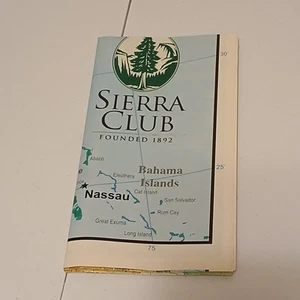 30°
SIERRA
CLUB
FOUNDED 1892
25°
Eleuthera
Bahama
Islands
Cat Island
Nassau
San Salvador
Rum Cay
Great Exuma
Long Island
75